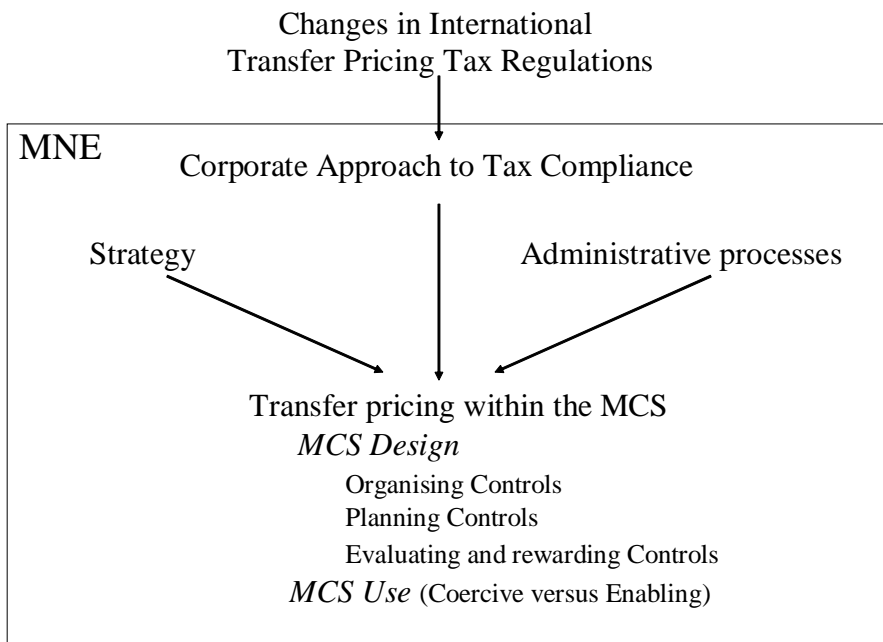 Changes in International
Transfer Pricing Tax Regulations
MNE
Corporate Approach to Tax Compliance
Strategy
Administrative processes
Transfer pricing within the MCS
MCS Design
Organising Controls
Planning Controls
Evaluating and rewarding Controls
MCS Use (Coercive versus Enabling)